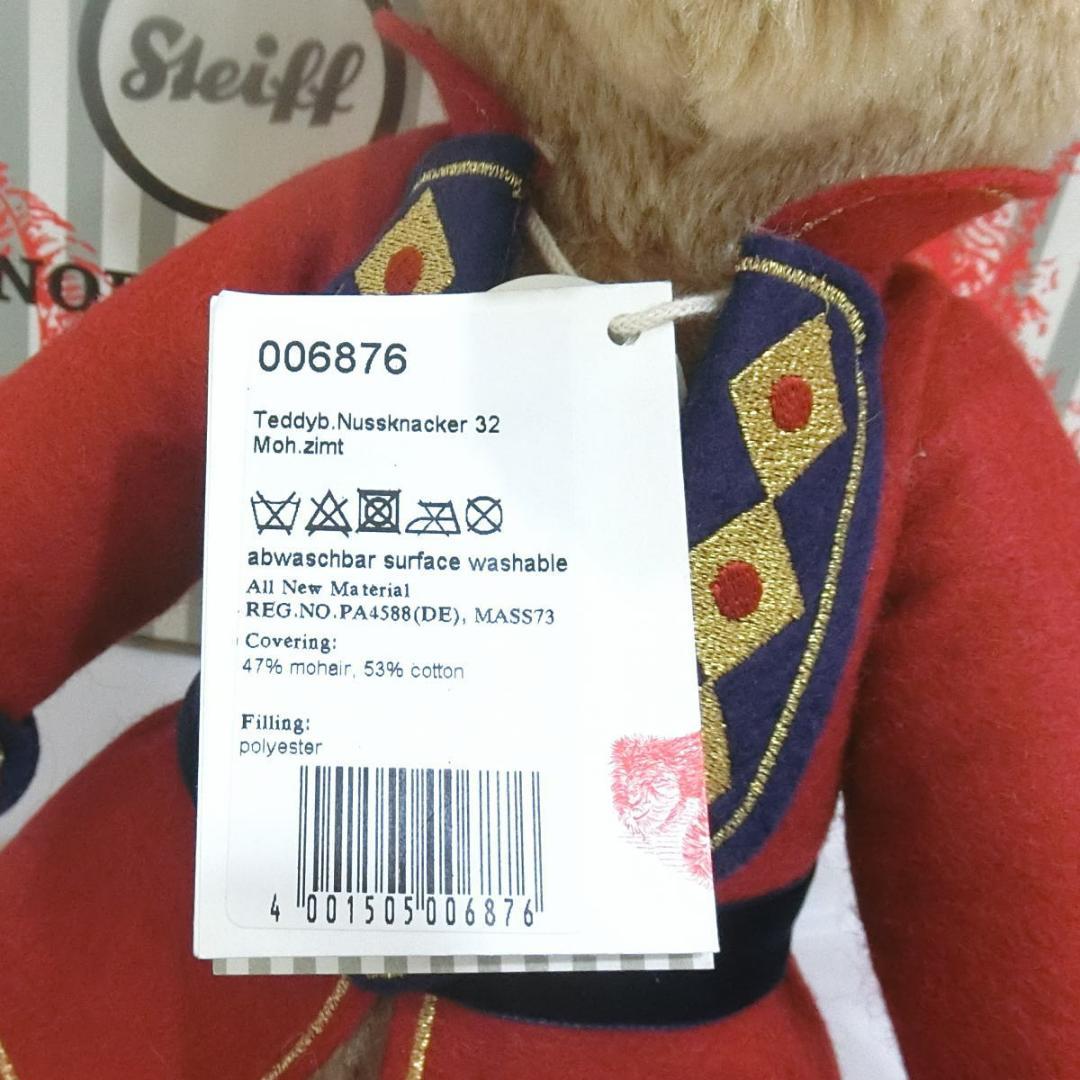 Steiff
006876
Teddyb.Nussknacker 32
Moh.zimt
abwaschbar surface washable
All New Material
REG.NO.PA4588(DE), MASS73
Covering:
47% mohair, 53% cotton
Filling:
polyester
4 001505 006876